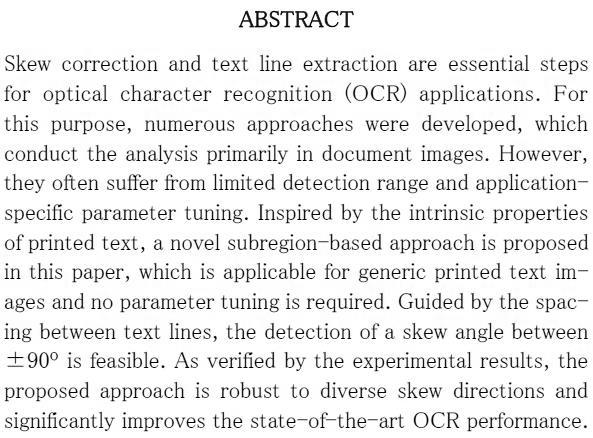 ABSTRACT
Skew correction and text line extraction are essential steps
for optical character recognition (OCR) applications. For
this purpose, numerous approaches were developed, which
conduct the analysis primarily in document images. However,
they often suffer from limited detection range and application-
specific parameter tuning. Inspired by the intrinsic properties
of printed text, a novel subregion-based approach is proposed
in this paper, which is applicable for generic printed text im-
ages and no parameter tuning is required. Guided by the spac-
ing between text lines, the detection of a skew angle between
±90º is feasible. As verified by the experimental results, the
proposed approach is robust to diverse skew directions and
significantly improves the state-of-the-art OCR performance.